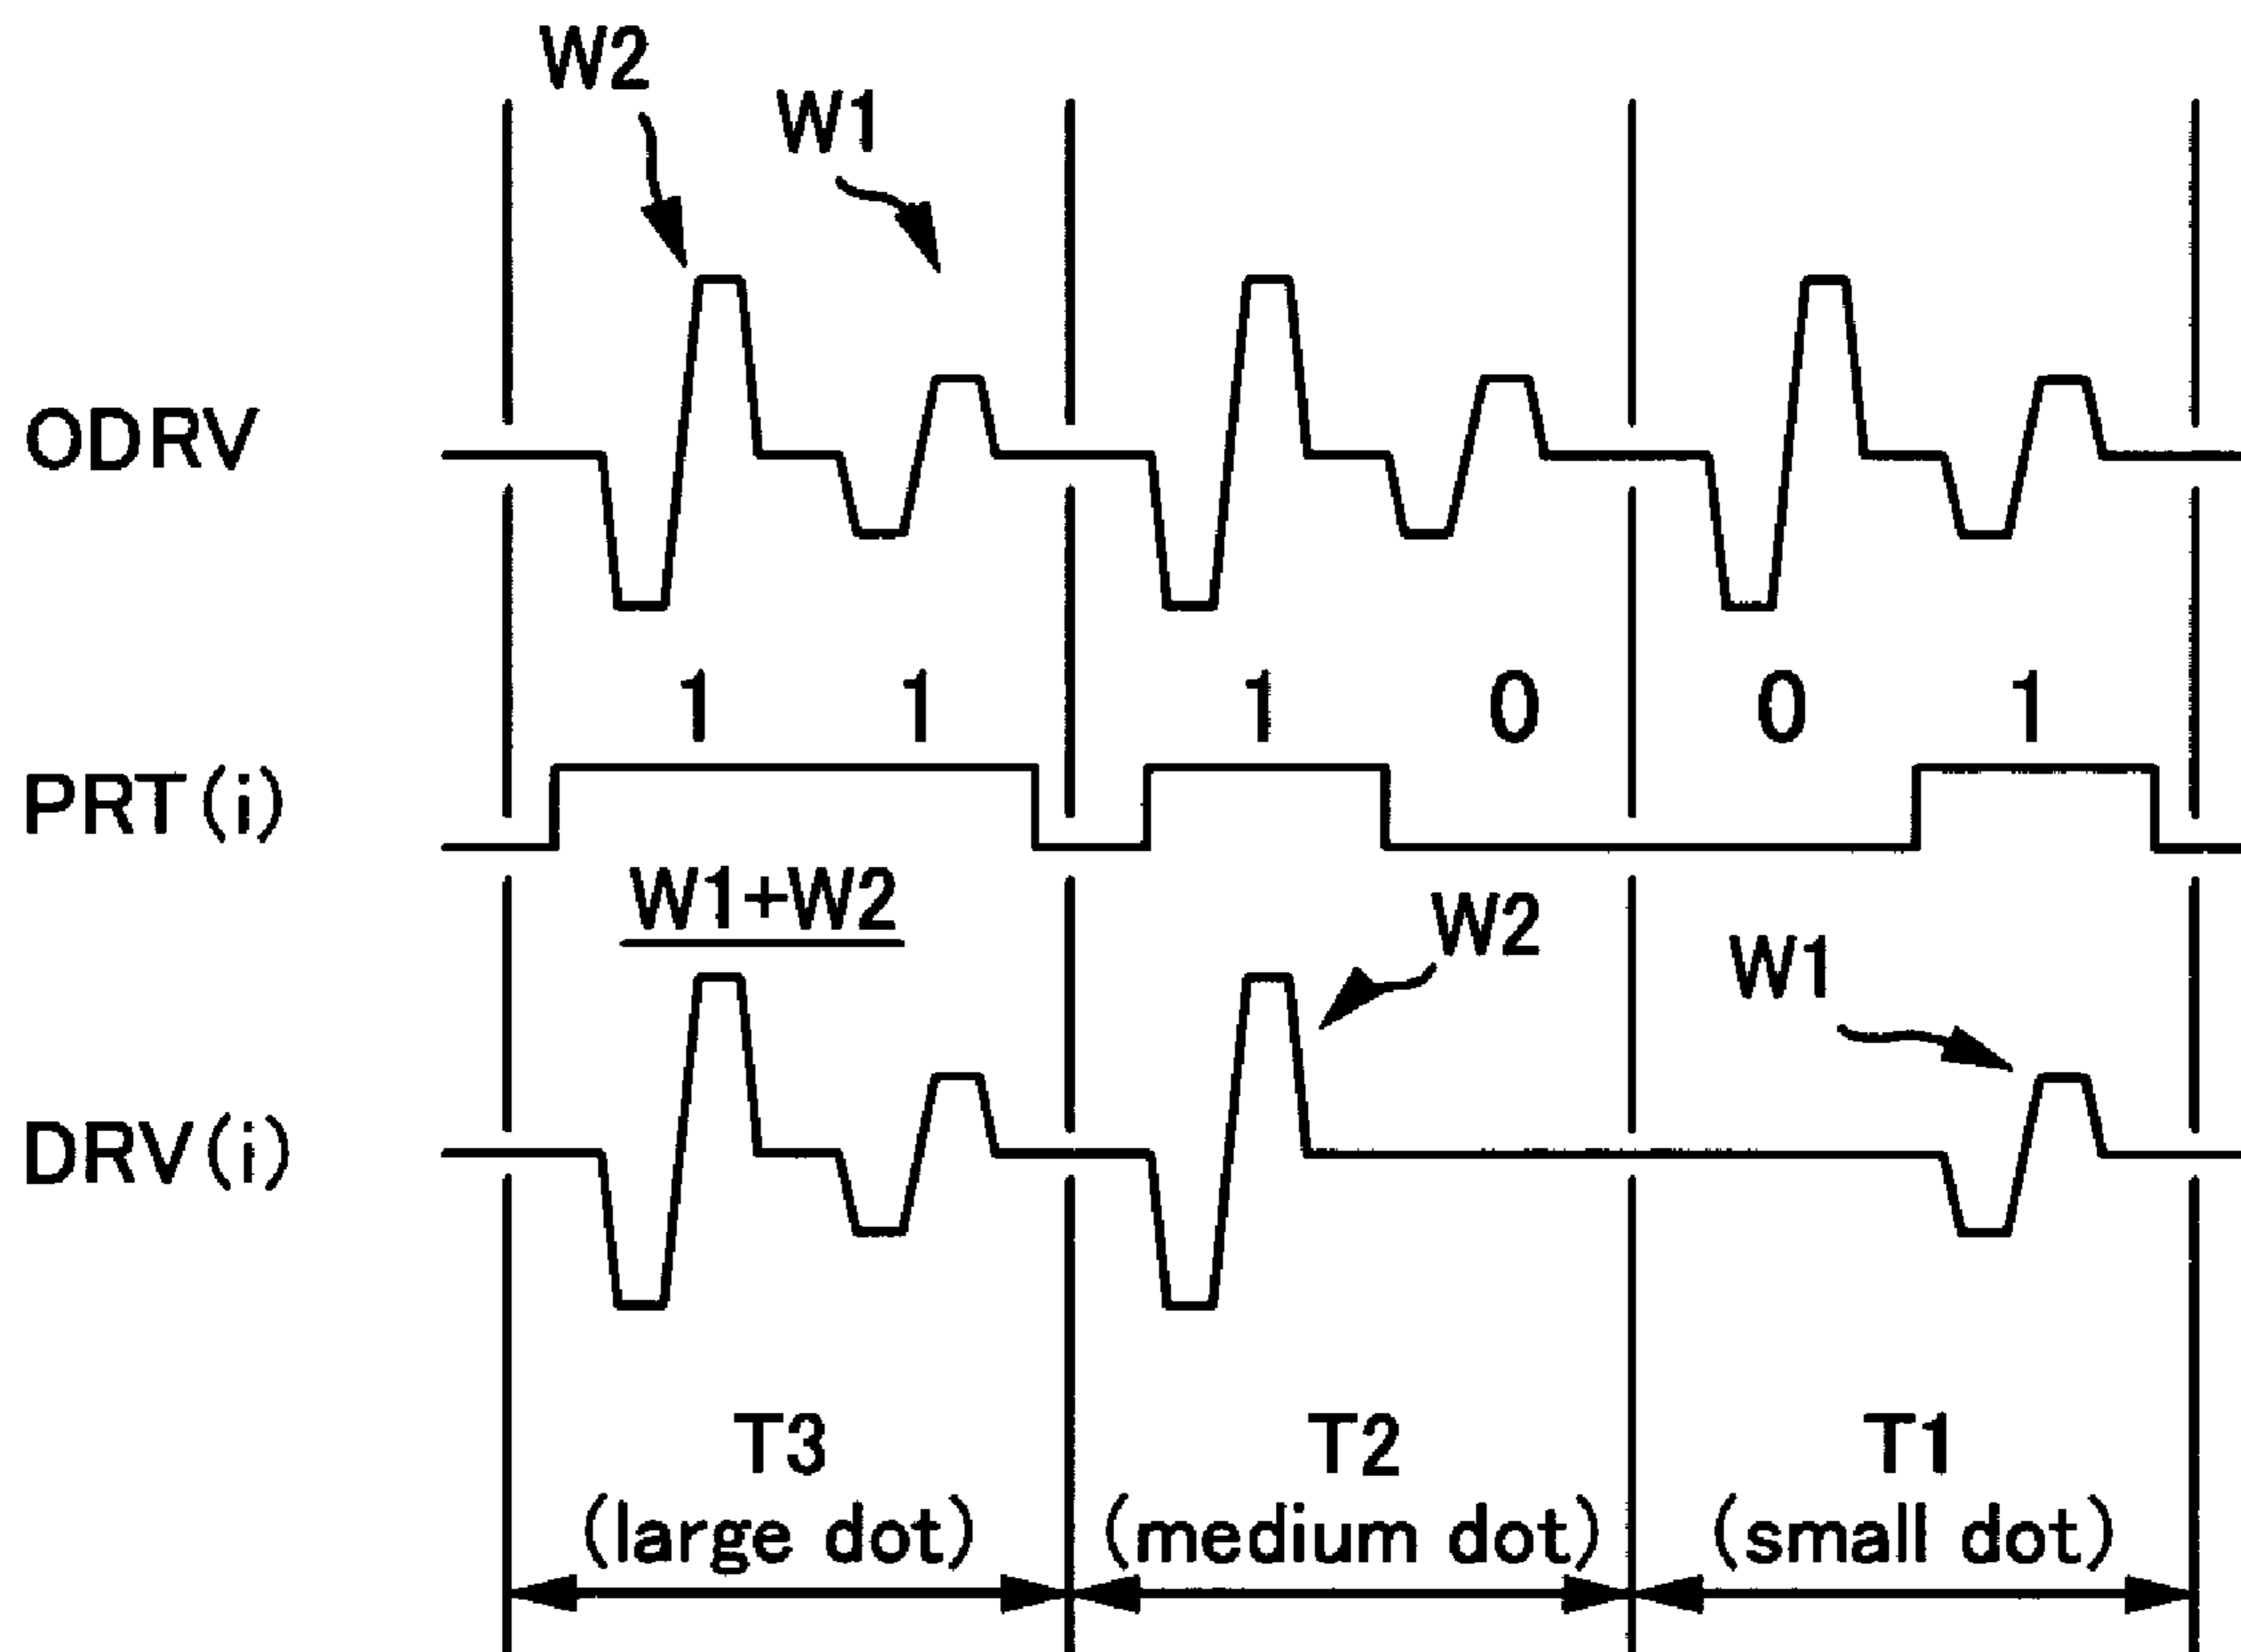 W2
W1
ODRV
1 1 1 0 0 1
PRT(i)
W1+W2
W2
W1
DRV(i)
T3 T2 T1
(large dot) (medium dot) (small dot)